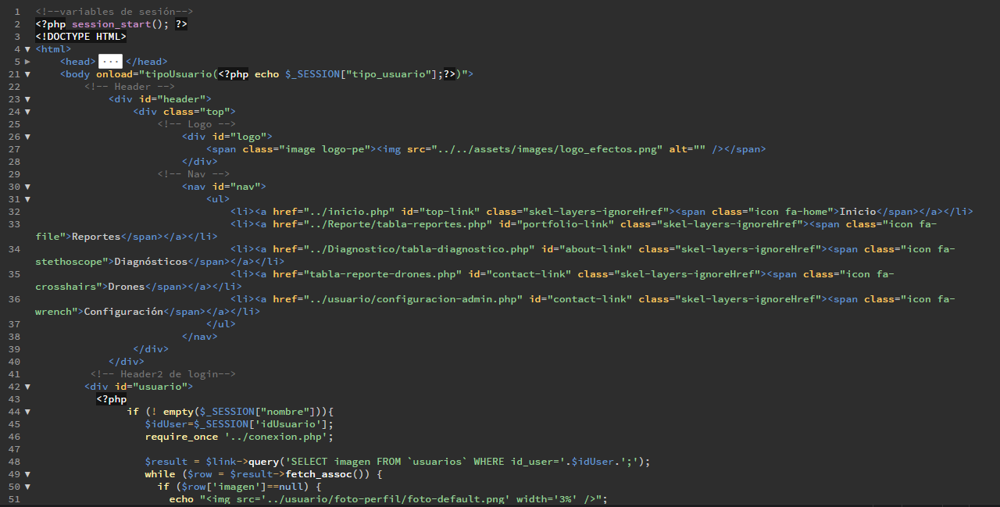 1 <!--variables de sesión-->
2 <?php session_start(); ?>
3 <!DOCTYPE HTML>
4 <html>
5 <head> ... </head>
21 <body onload="tipoUsuario(<?php echo $_SESSION["tipo_usuario"];?>)">
22 <!-- Header -->
23 <div id="header">
24 <div class="top">
25 <!-- Logo -->
26 <div id="logo">
27 <span class="image logo-pe"><img src="../../assets/images/logo_efectos.png" alt="" /></span>
28 </div>
29 <!-- Nav -->
30 <nav id="nav">
31 <ul>
32 <li><a href="../inicio.php" id="top-link" class="skel-layers-ignoreHref"><span class="icon fa-home">Inicio</span></a></li>
33 <li><a href="../Reporte/tabla-reportes.php" id="portfolio-link" class="skel-layers-ignoreHref"><span class="icon fa-
file">Reportes</span></a></li>
34 <li><a href="../Diagnostico/tabla-diagnostico.php" id="about-link" class="skel-layers-ignoreHref"><span class="icon fa-
stethoscope">Diagnósticos</span></a></li>
35 <li><a href="tabla-reporte-drones.php" id="contact-link" class="skel-layers-ignoreHref"><span class="icon fa-
crosshairs">Drones</span></a></li>
36 <li><a href="../usuario/configuracion-admin.php" id="contact-link" class="skel-layers-ignoreHref"><span class="icon fa-
wrench">Configuración</span></a></li>
37 </ul>
38 </nav>
39 </div>
40 </div>
41 <!-- Header2 de login-->
42 <div id="usuario">
43 <?php
44 if (! empty($_SESSION["nombre"])){
45 $idUser=$_SESSION['idUsuario'];
46 require_once '../conexion.php';
47
48 $result = $link->query('SELECT imagen FROM `usuarios` WHERE id_user='.$idUser.';');
49 while ($row = $result->fetch_assoc()) {
50 if ($row['imagen']==null) {
51 echo "<img src='../usuario/foto-perfil/foto-default.png' width='3%' />";